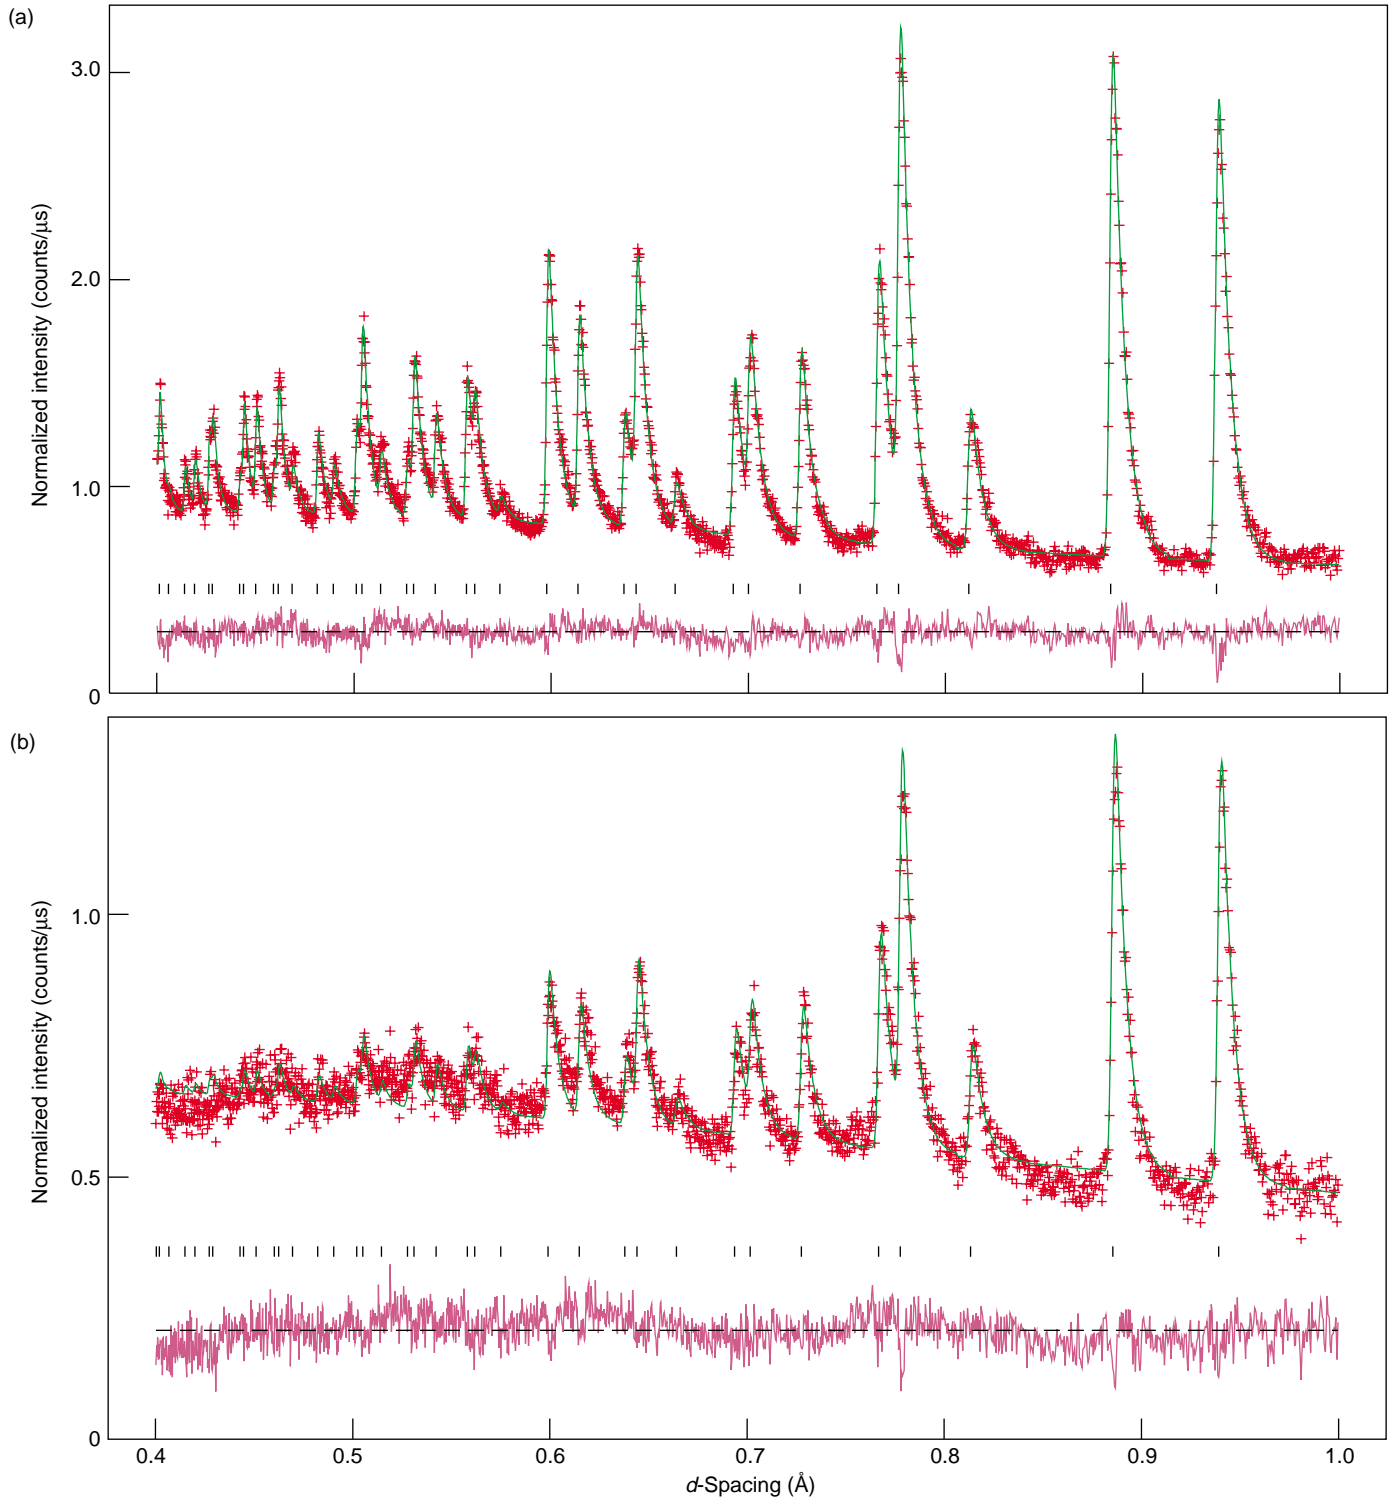 (a)
3.0
2.0
1.0
0
Normalized intensity (counts/μs)
(b)
1.0
0.5
0
Normalized intensity (counts/μs)
0.4 0.5 0.6 0.7 0.8 0.9 1.0
d-Spacing (Å)